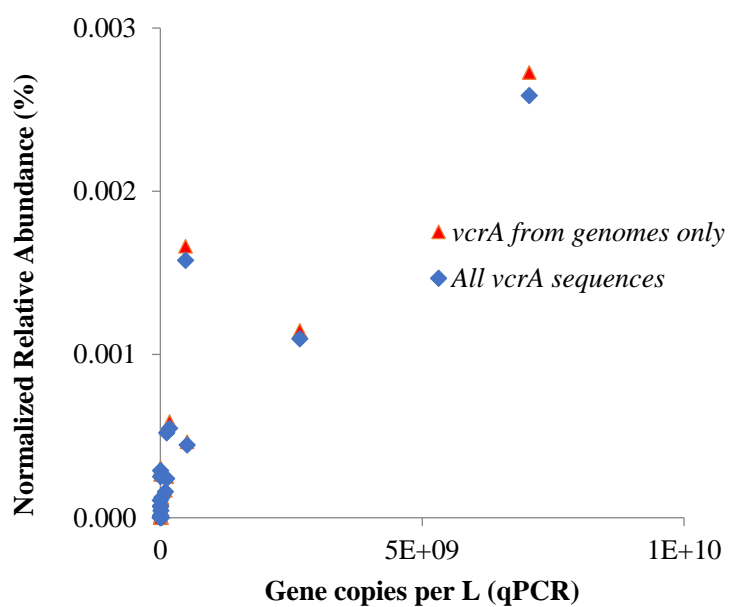 0.003
0.002
0.001
0.000
Normalized Relative Abundance (%)
vcrA from genomes only
All vcrA sequences
0
5E+09
1E+10
Gene copies per L (qPCR)